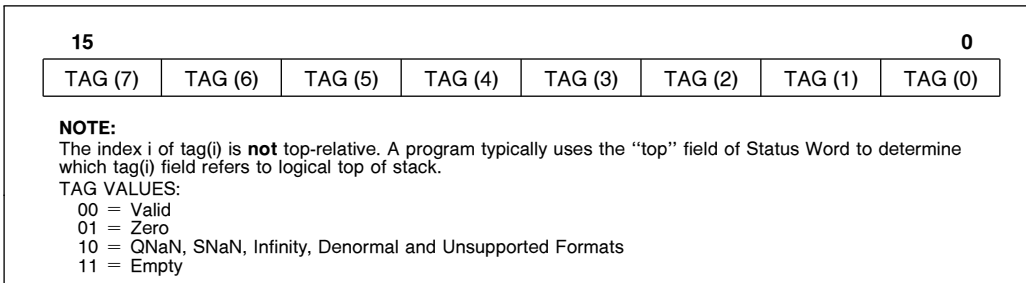 15 0
TAG (7) TAG (6) TAG (5) TAG (4) TAG (3) TAG (2) TAG (1) TAG (0)
NOTE:
The index i of tag(i) is not top-relative. A program typically uses the ‘‘top’’ field of Status Word to determine
which tag(i) field refers to logical top of stack.
TAG VALUES:
00 = Valid
01 = Zero
10 = QNaN, SNaN, Infinity, Denormal and Unsupported Formats
11 = Empty